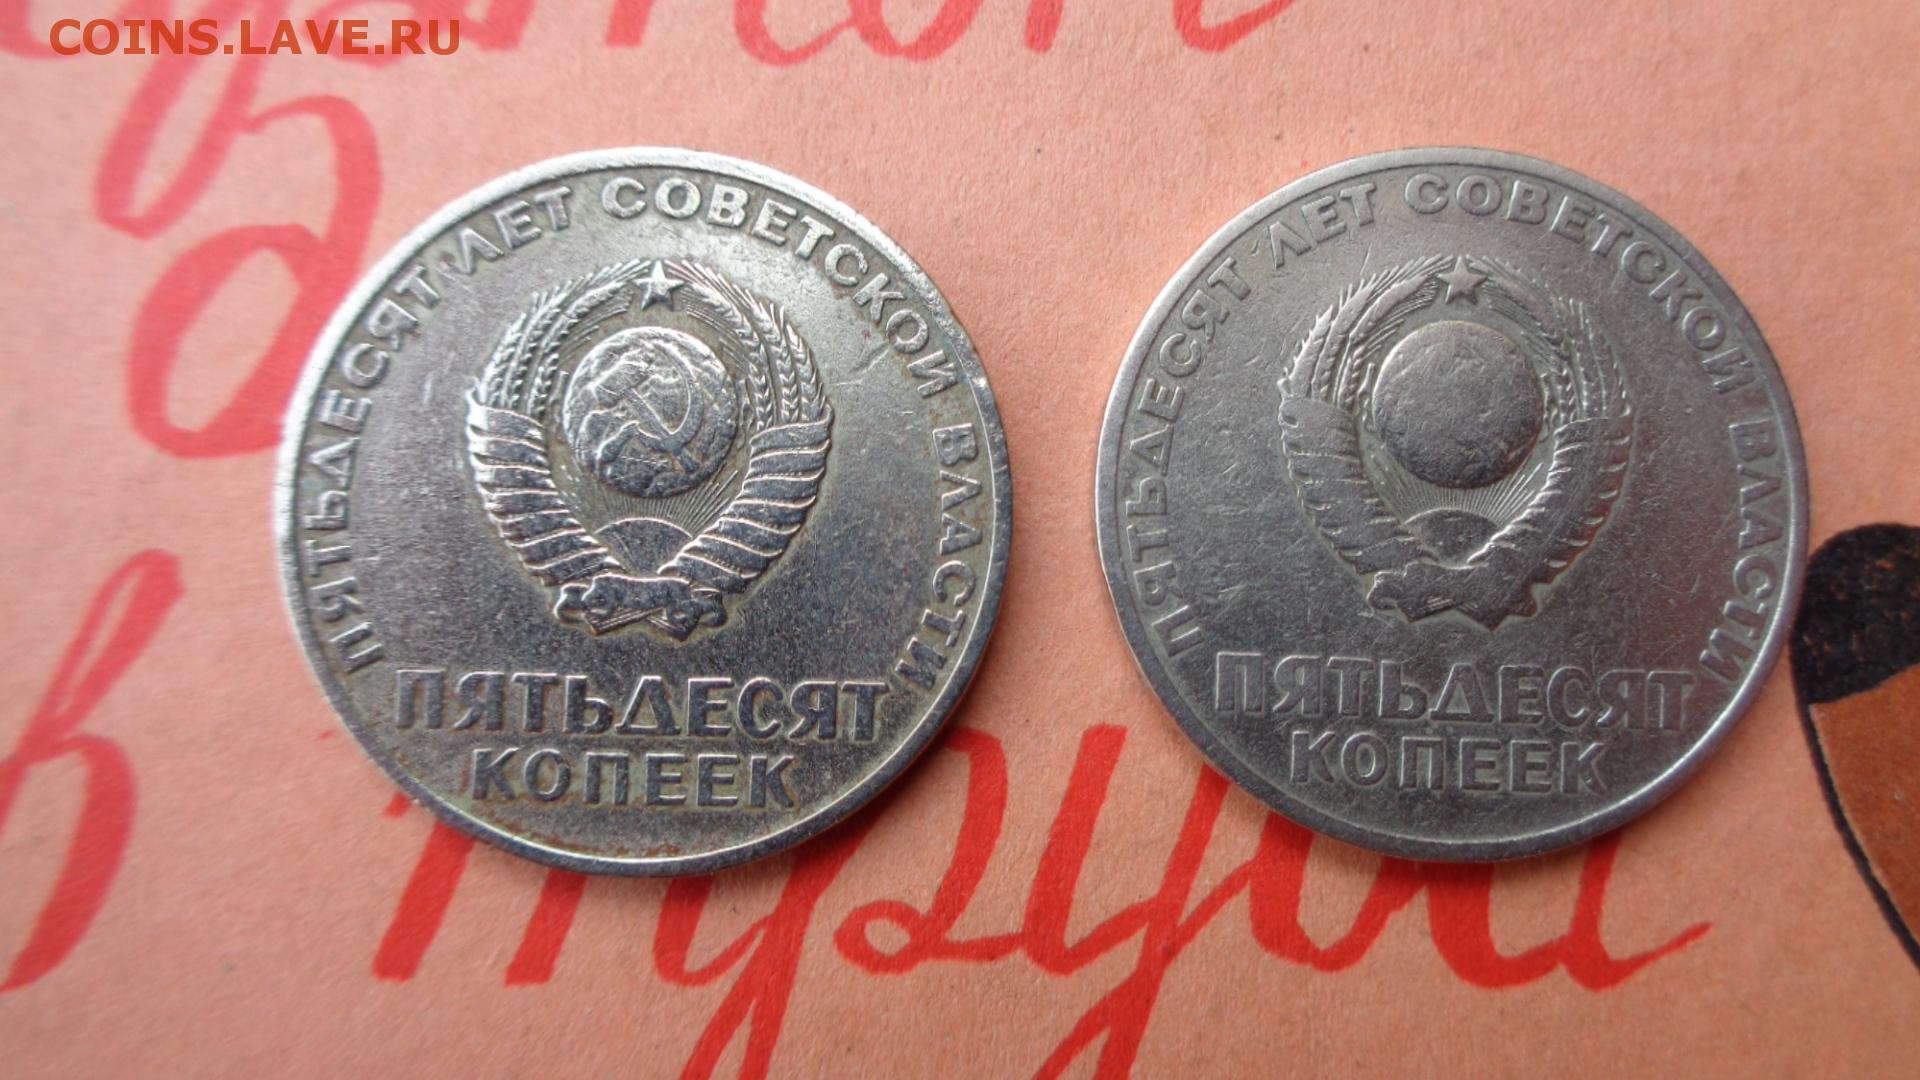 COINS.LAVE.RU
ПЯТЬДЕСЯТ ЛЕТ СОВЕТСКОЙ ВЛАСТИ
ПЯТЬДЕСЯТ
КОПЕЕК
ПЯТЬДЕСЯТ ЛЕТ СОВЕТСКОЙ ВЛАСТИ
ПЯТЬДЕСЯТ
КОПЕЕК